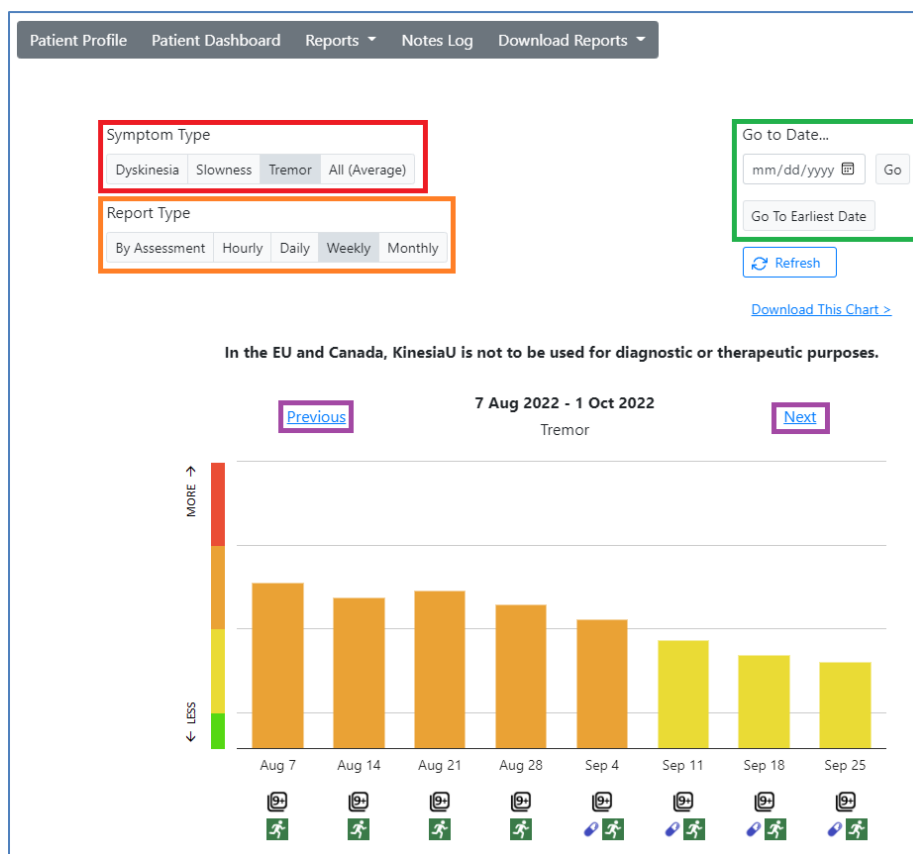 Patient Profile Patient Dashboard Reports Notes Log Download Reports
Symptom Type
Dyskinesia Slowness Tremor All (Average)
Report Type
By Assessment Hourly Daily Weekly Monthly
Go to Date...
mm/dd/yyyy Go
Go To Earliest Date
Refresh
Download This Chart >
In the EU and Canada, KinesiaU is not to be used for diagnostic or therapeutic purposes.
Previous
7 Aug 2022 - 1 Oct 2022
Next
Tremor
MORE →
← LESS
Aug 7 Aug 14 Aug 21 Aug 28 Sep 4 Sep 11 Sep 18 Sep 25
9+ 9+ 9+ 9+ 9+ 9+ 9+ 9+